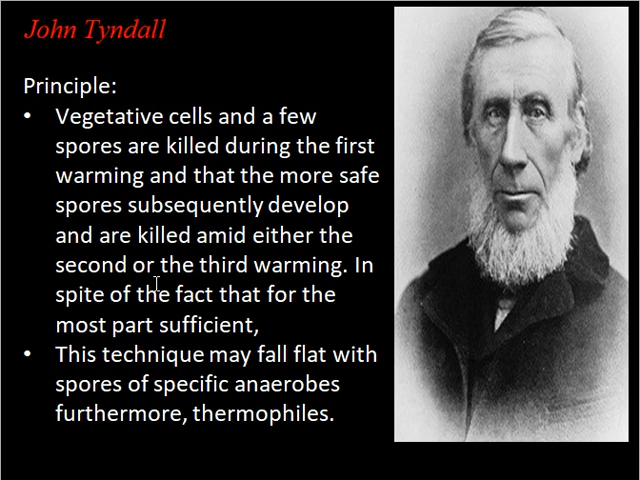 John Tyndall
Principle:
• Vegetative cells and a few
spores are killed during the first
warming and that the more safe
spores subsequently develop
and are killed amid either the
second or the third warming. In
spite of the fact that for the
most part sufficient,
• This technique may fall flat with
spores of specific anaerobes
furthermore, thermophiles.